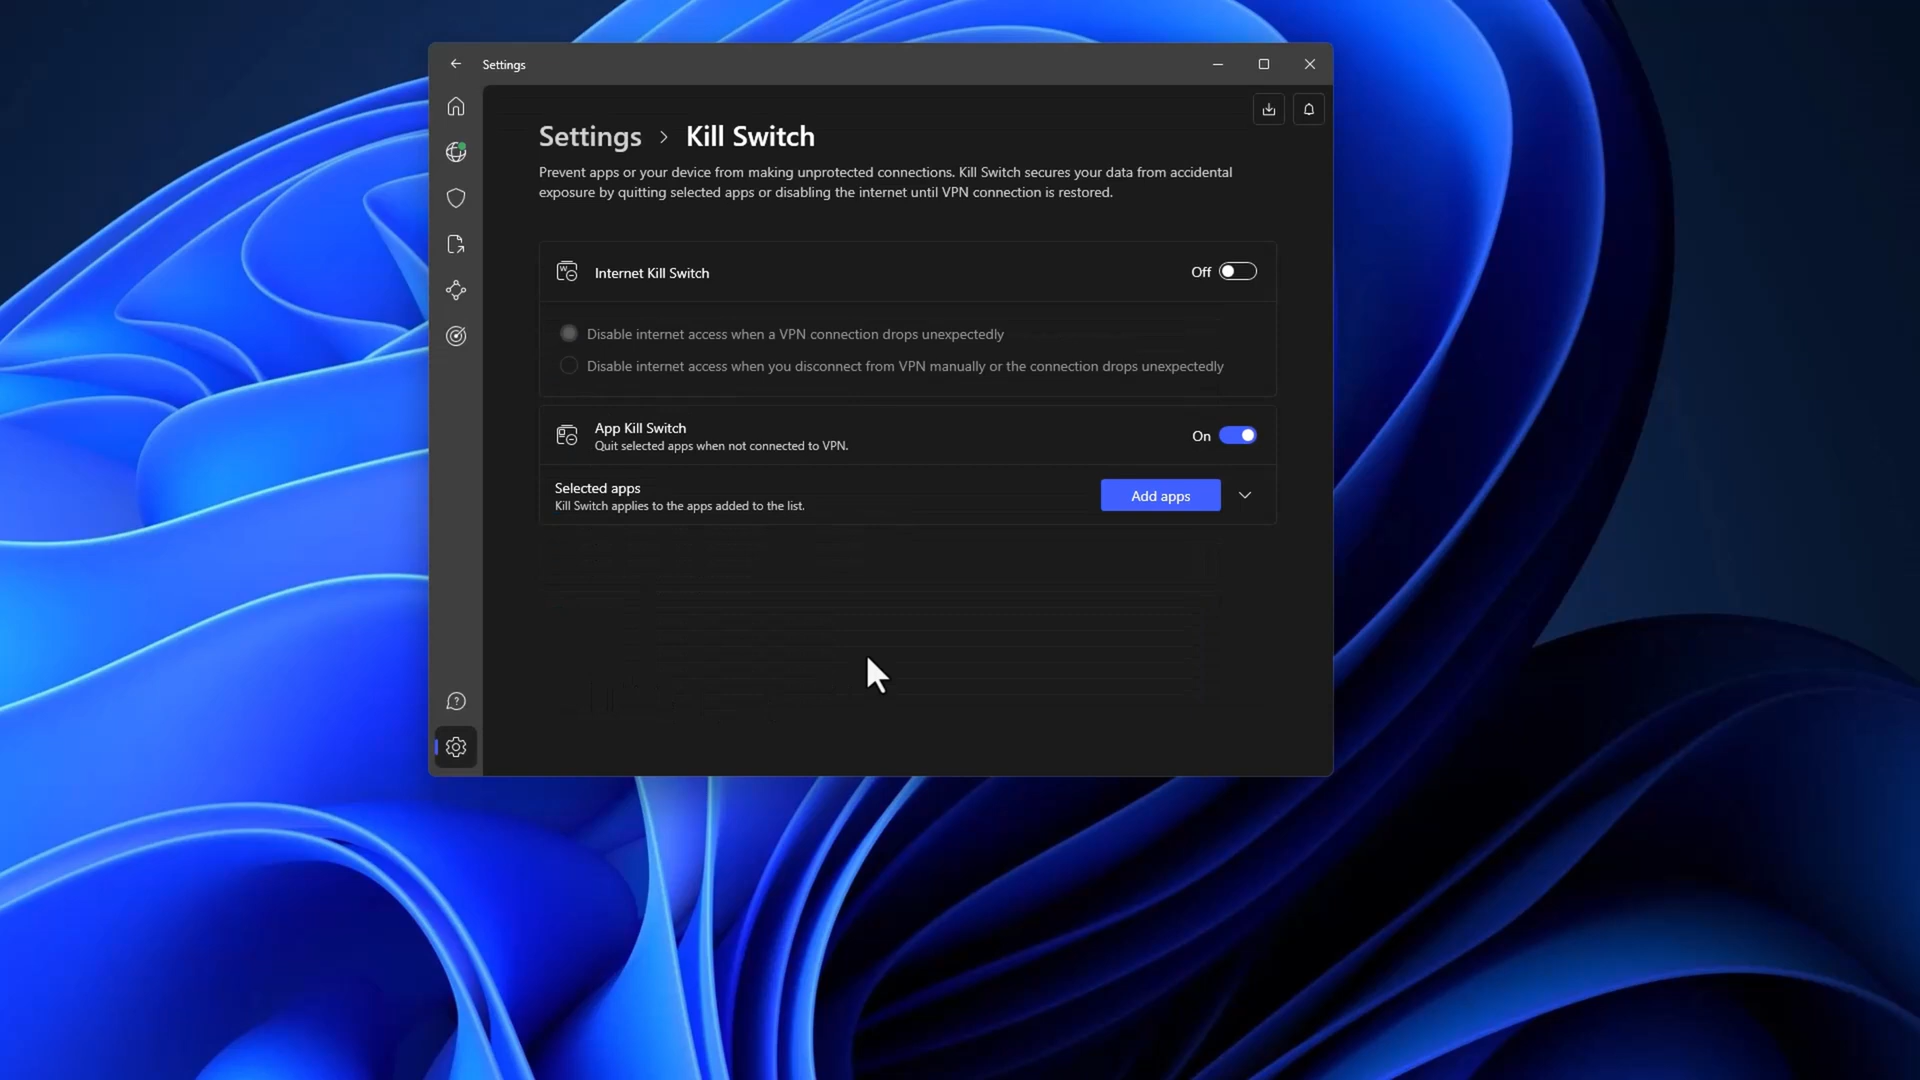 Settings
Settings > Kill Switch
Prevent apps or your device from making unprotected connections. Kill Switch secures your data from accidental
exposure by quitting selected apps or disabling the internet until VPN connection is restored.
Internet Kill Switch
Off
Disable internet access when a VPN connection drops unexpectedly
Disable internet access when you disconnect from VPN manually or the connection drops unexpectedly
App Kill Switch
Quit selected apps when not connected to VPN.
On
Selected apps
Kill Switch applies to the apps added to the list.
Add apps